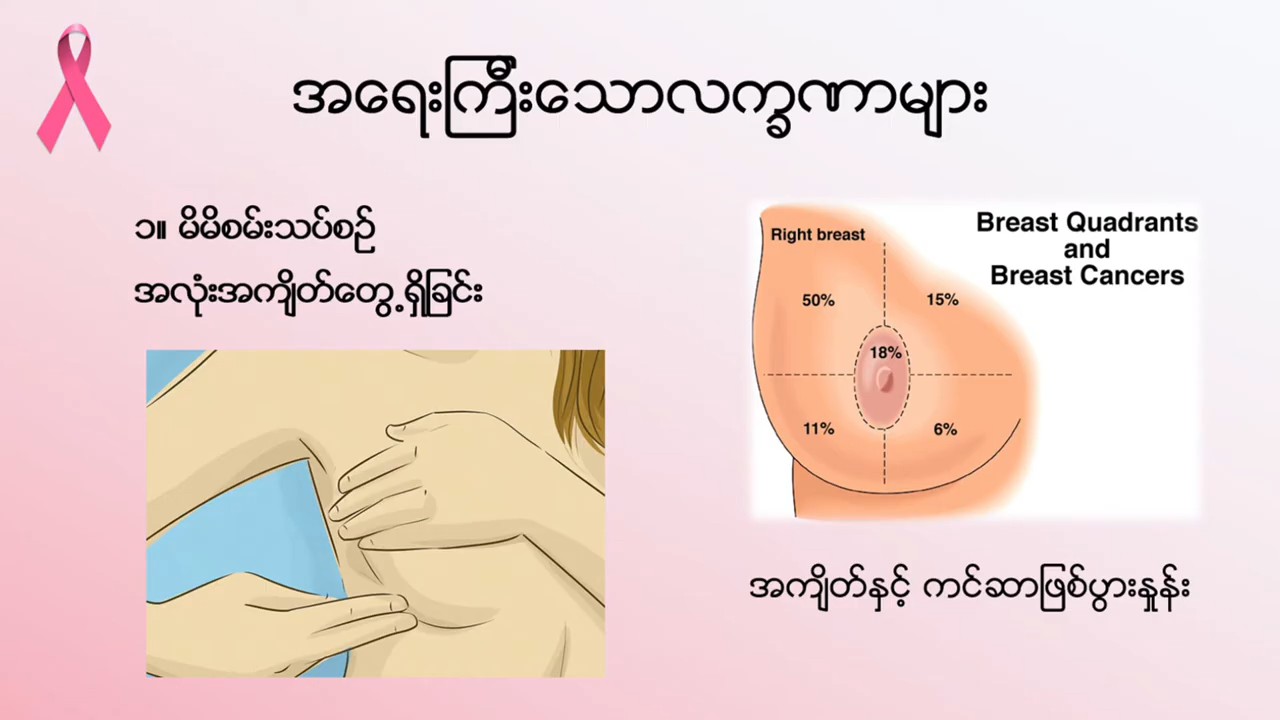 အရေးကြီးသောလက္ခဏာများ
၁။ မိမိစမ်းသပ်စဉ်
အလုံးအကျိတ်တွေ့ရှိခြင်း
Breast Quadrants
and
Breast Cancers
Right breast
50%
15%
18%
11%
6%
အကျိတ်နှင့် ကင်ဆာဖြစ်ပွားနှုန်း